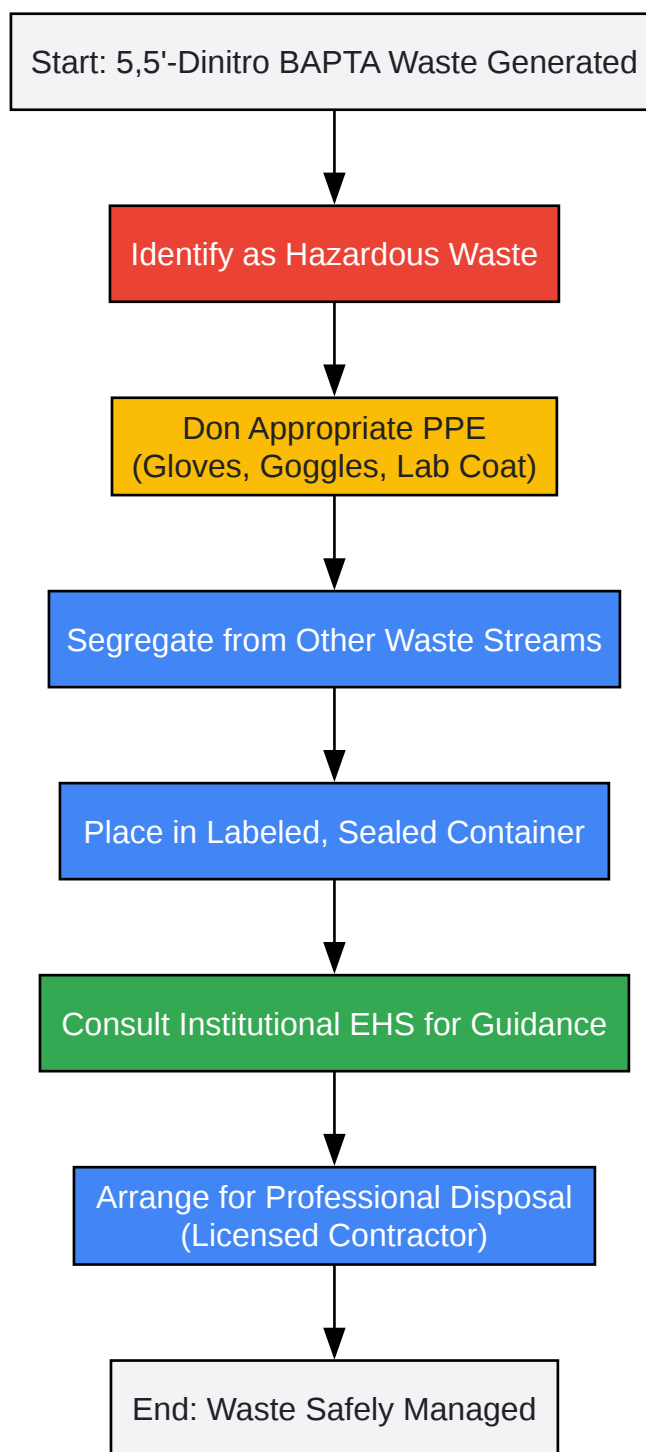 Start: 5,5'-Dinitro BAPTA Waste Generated
Identify as Hazardous Waste
Don Appropriate PPE
(Gloves, Goggles, Lab Coat)
Segregate from Other Waste Streams
Place in Labeled, Sealed Container
Consult Institutional EHS for Guidance
Arrange for Professional Disposal
(Licensed Contractor)
End: Waste Safely Managed